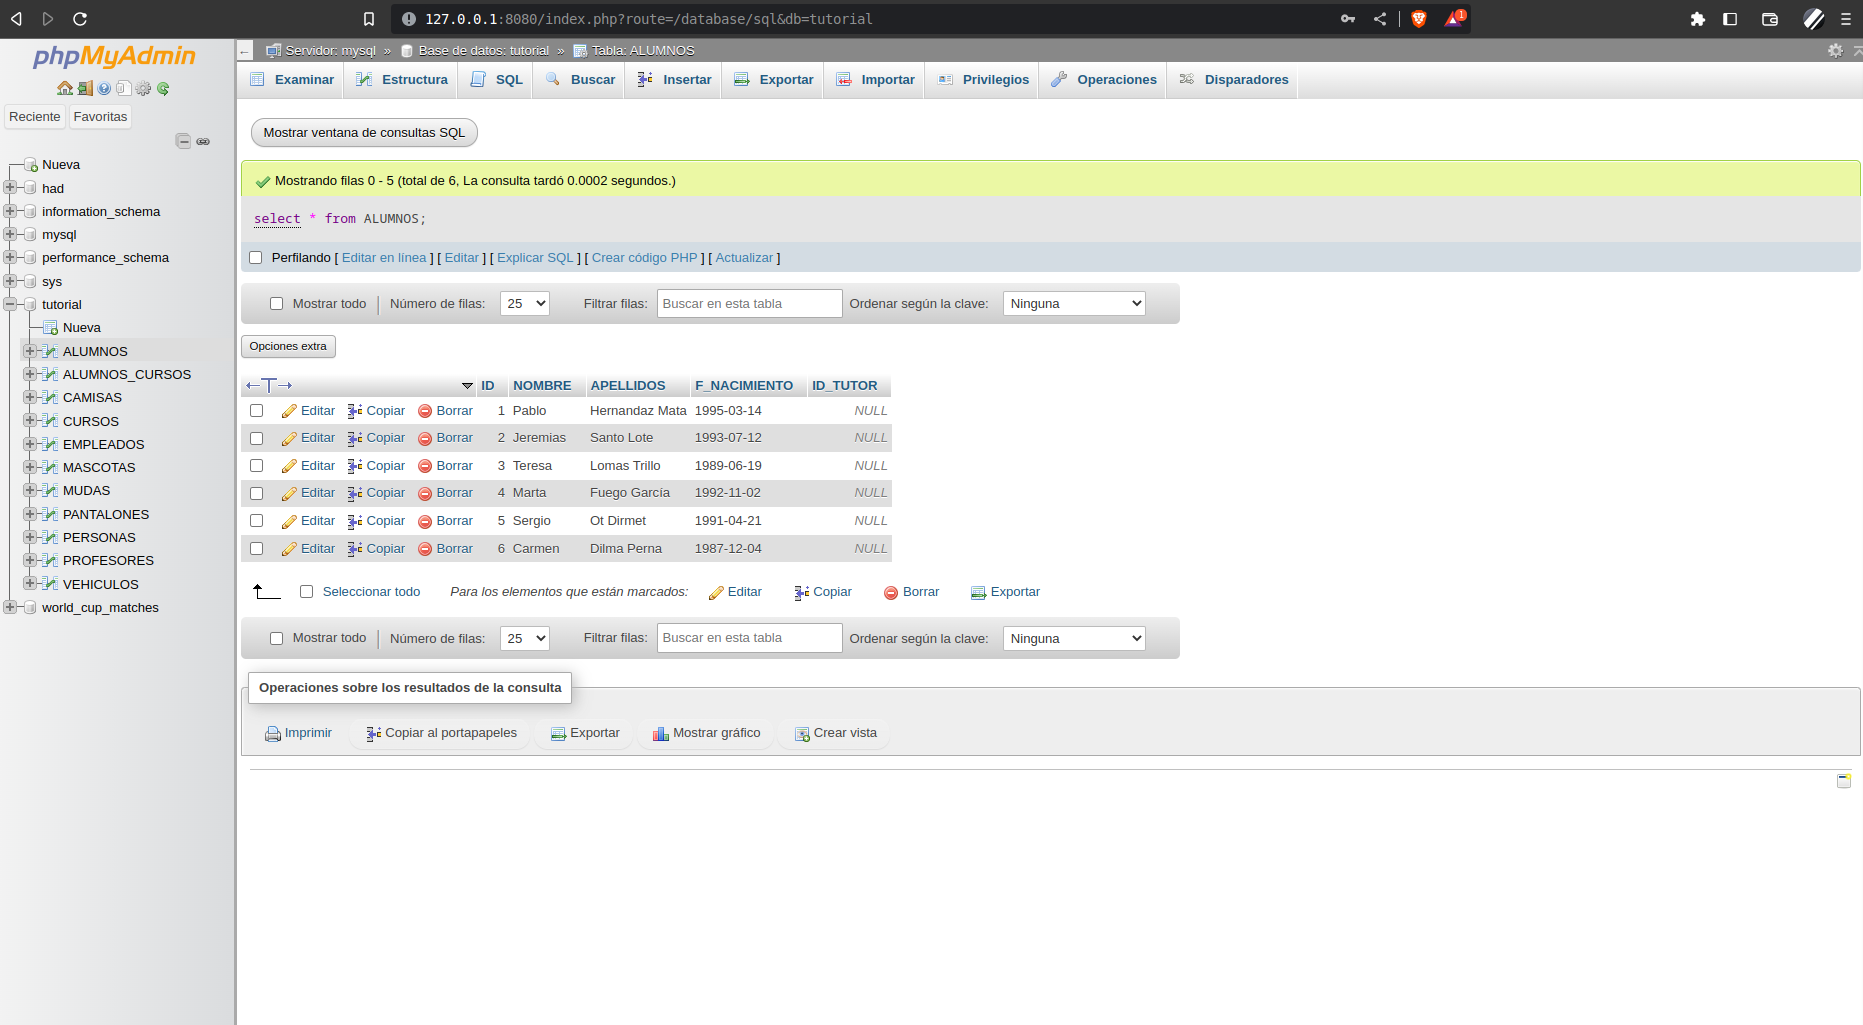 127.0.0.1:8080/index.php?route=/database/sql&db=tutorial
1
phpMyAdmin
Reciente Favoritas
Nueva
had
information_schema
mysql
performance_schema
sys
tutorial
Nueva
ALUMNOS
ALUMNOS_CURSOS
CAMISAS
CURSOS
EMPLEADOS
MASCOTAS
MUDAS
PANTALONES
PERSONAS
PROFESORES
VEHICULOS
world_cup_matches
Servidor: mysql » Base de datos: tutorial » Tabla: ALUMNOS
Examinar Estructura SQL Buscar Insertar Exportar Importar Privilegios Operaciones Disparadores
Mostrar ventana de consultas SQL
Mostrando filas 0 - 5 (total de 6, La consulta tardó 0.0002 segundos.)
select * from ALUMNOS;
Perfilando [ Editar en línea ] [ Editar ] [ Explicar SQL ] [ Crear código PHP ] [ Actualizar ]
Mostrar todo Número de filas: 25 Filtrar filas: Buscar en esta tabla Ordenar según la clave: Ninguna
Opciones extra
ID NOMBRE APELLIDOS F_NACIMIENTO ID_TUTOR
Editar Copiar Borrar 1 Pablo Hernandaz Mata 1995-03-14 NULL
Editar Copiar Borrar 2 Jeremias Santo Lote 1993-07-12 NULL
Editar Copiar Borrar 3 Teresa Lomas Trillo 1989-06-19 NULL
Editar Copiar Borrar 4 Marta Fuego García 1992-11-02 NULL
Editar Copiar Borrar 5 Sergio Ot Dirmet 1991-04-21 NULL
Editar Copiar Borrar 6 Carmen Dilma Perna 1987-12-04 NULL
Seleccionar todo Para los elementos que están marcados: Editar Copiar Borrar Exportar
Mostrar todo Número de filas: 25 Filtrar filas: Buscar en esta tabla Ordenar según la clave: Ninguna
Operaciones sobre los resultados de la consulta
Imprimir Copiar al portapapeles Exportar Mostrar gráfico Crear vista